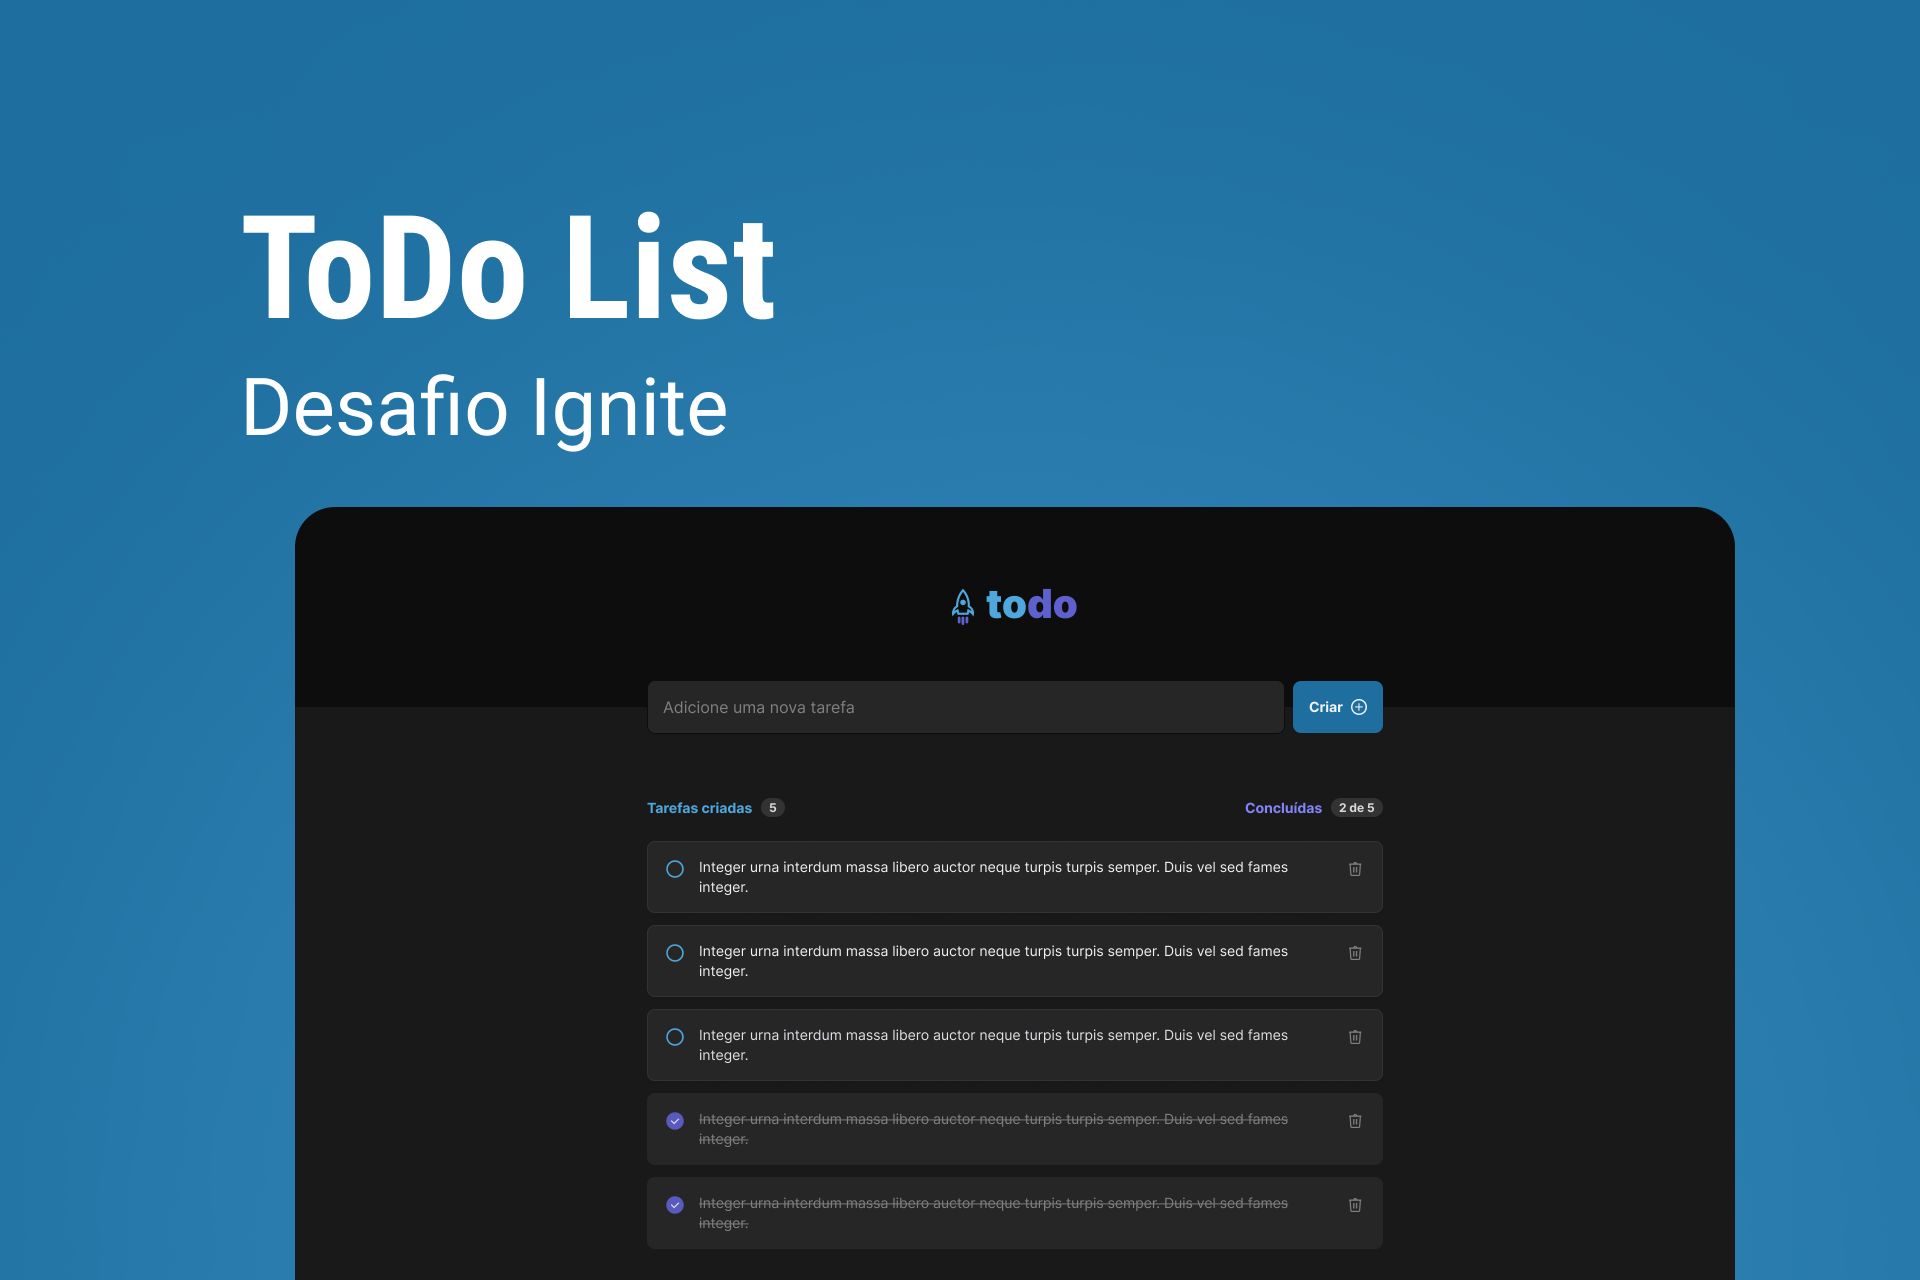 ToDo List
Desafio Ignite
todo
Adicione uma nova tarefa
Criar
Tarefas criadas 5
Concluídas 2 de 5
Integer urna interdum massa libero auctor neque turpis turpis semper. Duis vel sed fames
integer.
Integer urna interdum massa libero auctor neque turpis turpis semper. Duis vel sed fames
integer.
Integer urna interdum massa libero auctor neque turpis turpis semper. Duis vel sed fames
integer.
Integer urna interdum massa libero auctor neque turpis turpis semper. Duis vel sed fames
integer.
Integer urna interdum massa libero auctor neque turpis turpis semper. Duis vel sed fames
integer.